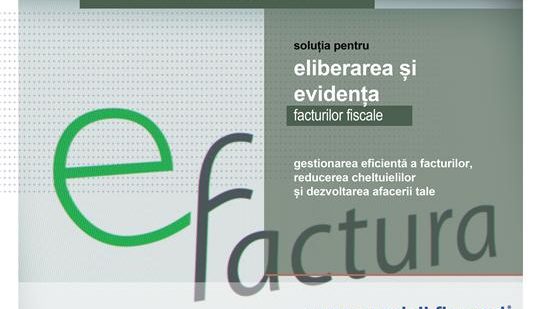 soluția pentru
eliberarea și
evidența
facturilor fiscale
gestionarea eficientă a facturilor,
reducerea cheltuielilor
și dezvoltarea afacerii tale
efactura